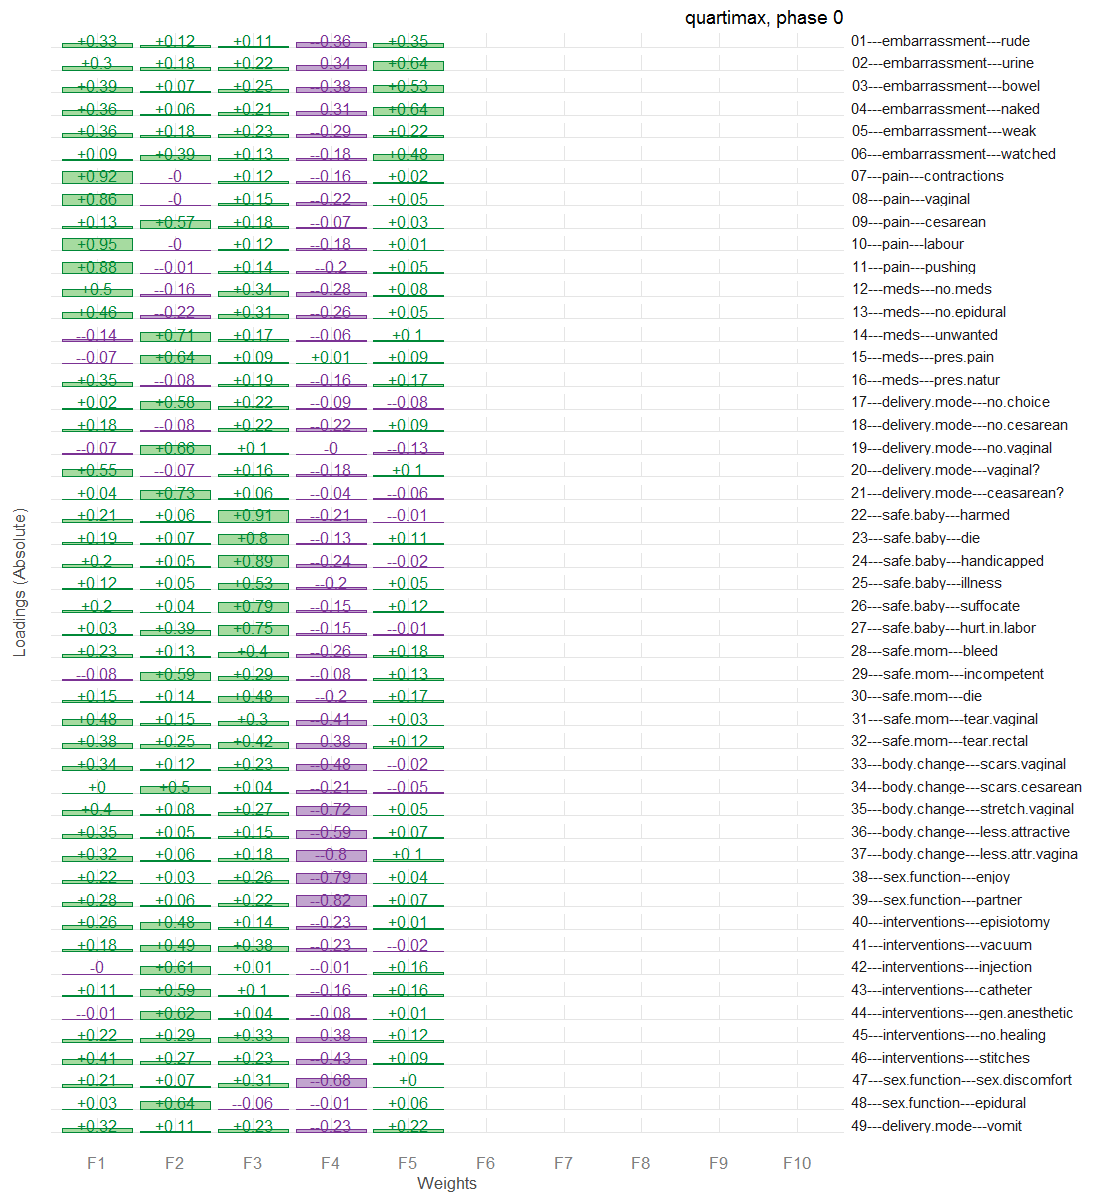 quartimax, phase 0
+0.33 +0.12 +0.11 --0.36 +0.35 01---embarrassment---rude
+0.3 +0.18 +0.22 --0.34 +0.64 02---embarrassment---urine
+0.39 +0.07 +0.25 --0.38 +0.53 03---embarrassment---bowel
+0.36 +0.06 +0.21 --0.31 +0.64 04---embarrassment---naked
+0.36 +0.18 +0.23 --0.29 +0.22 05---embarrassment---weak
+0.09 +0.39 +0.13 --0.18 +0.48 06---embarrassment---watched
+0.92 -0 +0.12 --0.16 +0.02 07---pain---contractions
+0.86 -0 +0.15 --0.22 +0.05 08---pain---vaginal
+0.13 +0.57 +0.18 --0.07 +0.03 09---pain---cesarean
+0.95 -0 +0.12 --0.18 +0.01 10---pain---labour
+0.88 --0.01 +0.14 --0.2 +0.05 11---pain---pushing
+0.5 --0.16 +0.34 --0.28 +0.08 12---meds---no.meds
+0.46 --0.22 +0.31 --0.26 +0.05 13---meds---no.epidural
--0.14 +0.71 +0.17 --0.06 +0.1 14---meds---unwanted
--0.07 +0.64 +0.09 +0.01 +0.09 15---meds---pres.pain
+0.35 --0.08 +0.19 --0.16 +0.17 16---meds---pres.natur
+0.02 +0.58 +0.22 --0.09 --0.08 17---delivery.mode---no.choice
+0.18 --0.08 +0.22 --0.22 +0.09 18---delivery.mode---no.cesarean
--0.07 +0.66 +0.1 -0 --0.13 19---delivery.mode---no.vaginal
+0.55 --0.07 +0.16 --0.18 +0.1 20---delivery.mode---vaginal?
+0.04 +0.73 +0.06 --0.04 --0.06 21---delivery.mode---ceasarean?
+0.21 +0.06 +0.91 --0.21 --0.01 22---safe.baby---harmed
+0.19 +0.07 +0.8 --0.13 +0.11 23---safe.baby---die
+0.2 +0.05 +0.89 --0.24 --0.02 24---safe.baby---handicapped
+0.12 +0.05 +0.53 --0.2 +0.05 25---safe.baby---illness
+0.2 +0.04 +0.79 --0.15 +0.12 26---safe.baby---suffocate
+0.03 +0.39 +0.75 --0.15 --0.01 27---safe.baby---hurt.in.labor
+0.23 +0.13 +0.4 --0.26 +0.18 28---safe.mom---bleed
--0.08 +0.59 +0.29 --0.08 +0.13 29---safe.mom---incompetent
+0.15 +0.14 +0.48 --0.2 +0.17 30---safe.mom---die
+0.48 +0.15 +0.3 --0.41 +0.03 31---safe.mom---tear.vaginal
+0.38 +0.25 +0.42 --0.38 +0.12 32---safe.mom---tear.rectal
+0.34 +0.12 +0.23 --0.48 --0.02 33---body.change---scars.vaginal
+0 +0.5 +0.04 --0.21 --0.05 34---body.change---scars.cesarean
+0.4 +0.08 +0.27 --0.72 +0.05 35---body.change---stretch.vaginal
+0.35 +0.05 +0.15 --0.59 +0.07 36---body.change---less.attractive
+0.32 +0.06 +0.18 --0.8 +0.1 37---body.change---less.attr.vagina
+0.22 +0.03 +0.26 --0.79 +0.04 38---sex.function---enjoy
+0.28 +0.06 +0.22 --0.82 +0.07 39---sex.function---partner
+0.26 +0.48 +0.14 --0.23 +0.01 40---interventions---episiotomy
+0.18 +0.49 +0.38 --0.23 --0.02 41---interventions---vacuum
-0 +0.61 +0.01 --0.01 +0.16 42---interventions---injection
+0.11 +0.59 +0.1 --0.16 +0.16 43---interventions---catheter
--0.01 +0.62 +0.04 --0.08 +0.01 44---interventions---gen.anesthetic
+0.22 +0.29 +0.33 --0.38 +0.12 45---interventions---no.healing
+0.41 +0.27 +0.23 --0.43 +0.09 46---interventions---stitches
+0.21 +0.07 +0.31 --0.68 +0 47---sex.function---sex.discomfort
+0.03 +0.64 --0.06 --0.01 +0.06 48---sex.function---epidural
+0.32 +0.11 +0.23 --0.23 +0.22 49---delivery.mode---vomit
Loadings (Absolute)
F1 F2 F3 F4 F5 F6 F7 F8 F9 F10
Weights